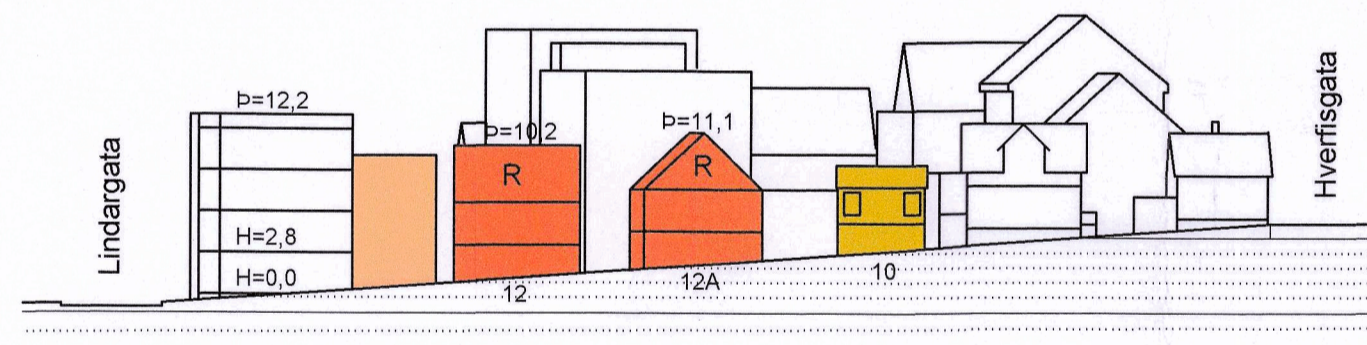 Lindargata
Þ=12,2
H=2,8
H=0,0
Þ=10,2
R
12
Þ=11,1
R
12A
10
Hverfisgata